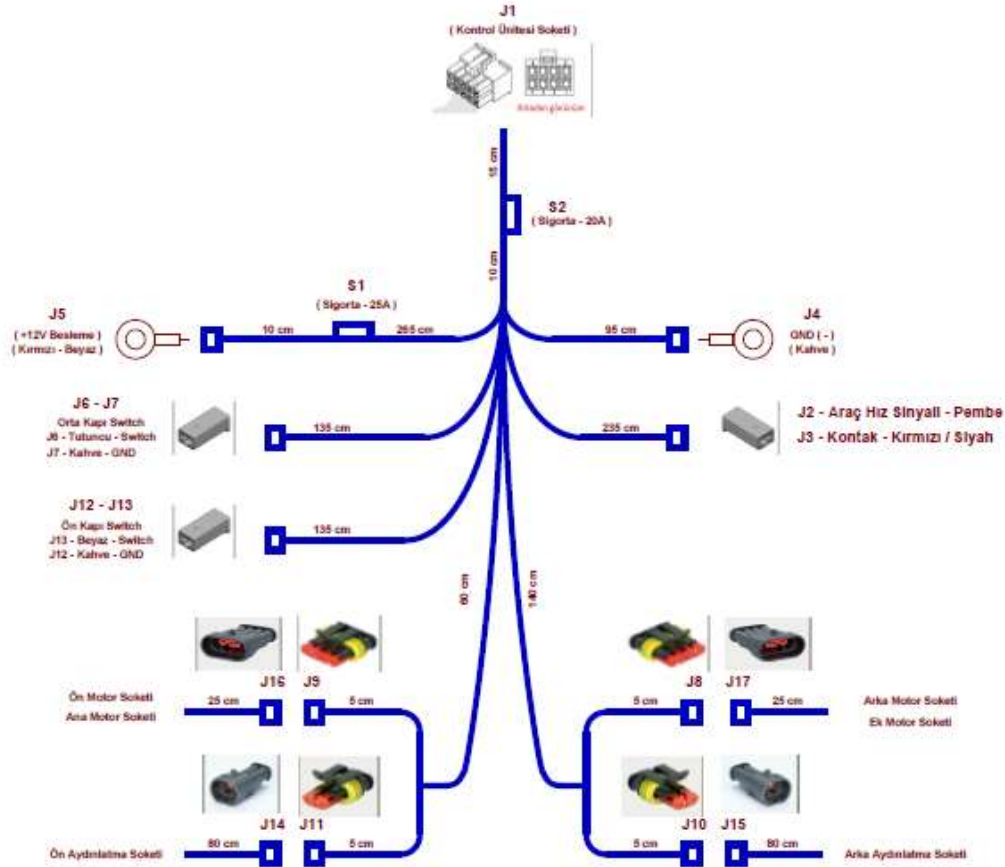 J1
( Kontrol Ünitesi Soketi )
Arkadan görünüm
15 cm
S2
( Sigorta - 20A )
10 cm
S1
( Sigorta - 25A )
J5
( +12V Besleme )
( Kırmızı - Beyaz )
10 cm
265 cm
95 cm
J4
GND ( - )
( Kahve )
J6 - J7
Orta Kapı Switch
J6 - Tutuncu - Switch
J7 - Kahve - GND
135 cm
235 cm
J2 - Araç Hız Sinyali - Pembe
J3 - Kontak - Kırmızı / Siyah
J12 - J13
Ön Kapı Switch
J13 - Beyaz - Switch
J12 - Kahve - GND
135 cm
60 cm
140 cm
J16
J9
J8
J17
Ön Motor Soketi
Ana Motor Soketi
25 cm
5 cm
5 cm
25 cm
Arka Motor Soketi
Ek Motor Soketi
J14
J11
J10
J15
Ön Aydınlatma Soketi
80 cm
5 cm
5 cm
80 cm
Arka Aydınlatma Soketi